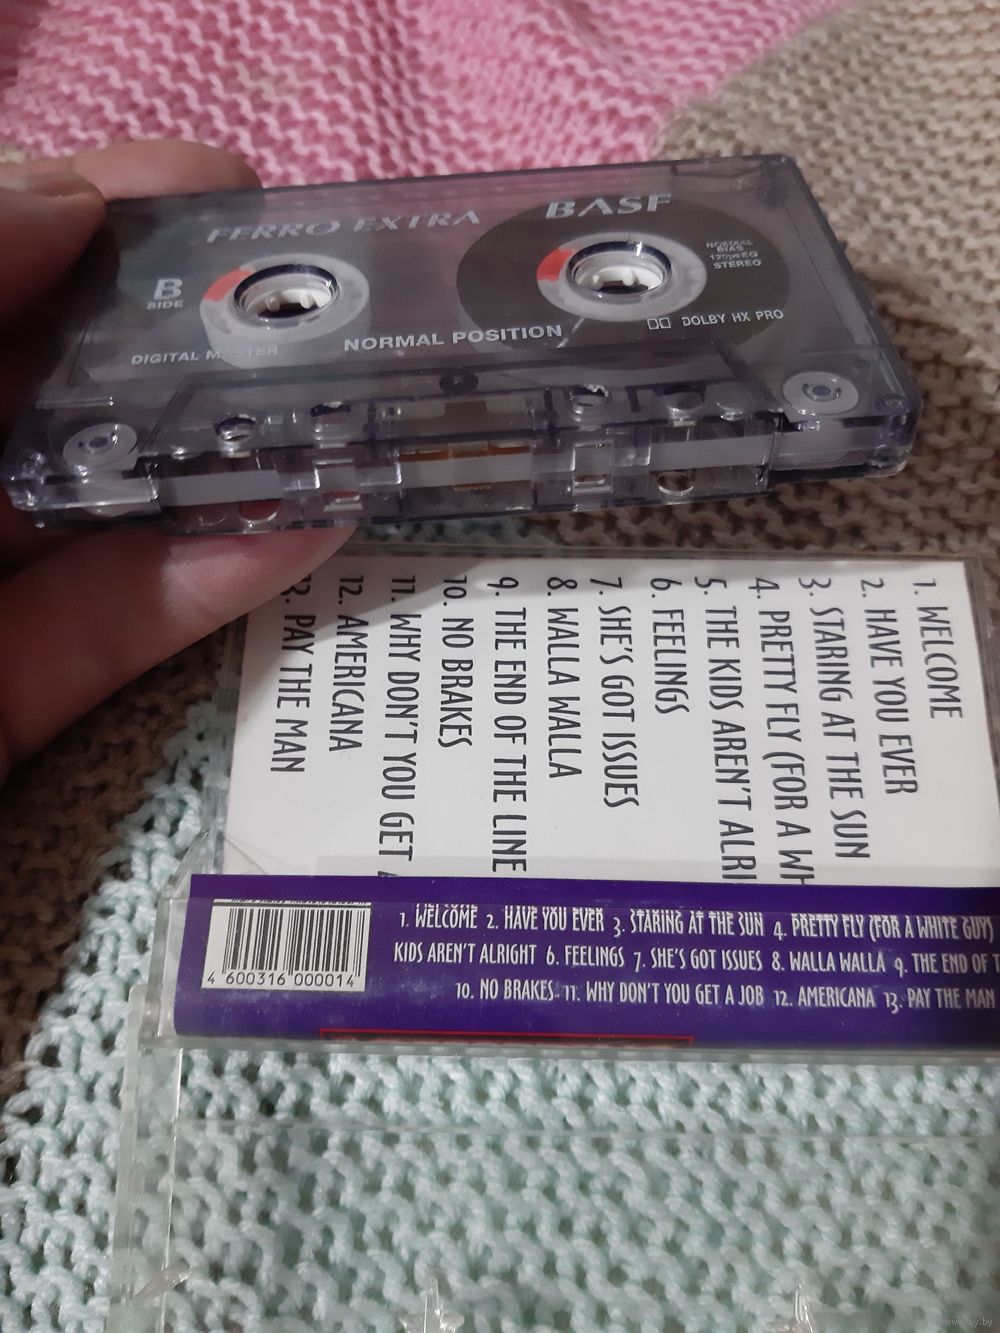 FERRO EXTRA BASF
B
SIDE
NORMAL
BIAS
120µs EQ
STEREO
DIGITAL MASTER
NORMAL POSITION
DOLBY HX PRO
1. WELCOME
2. HAVE YOU EVER
3. STARING AT THE SUN
4. PRETTY FLY (FOR A WH
5. THE KIDS AREN'T ALRI
6. FEELINGS
7. SHE'S GOT ISSUES
8. WALLA WALLA
9. THE END OF THE LINE
10. NO BRAKES
11. WHY DON'T YOU GET
12. AMERICANA
13. PAY THE MAN
1. WELCOME 2. HAVE YOU EVER 3. STARING AT THE SUN 4. PRETTY FLY (FOR A WHITE GUY)
KIDS AREN'T ALRIGHT 6. FEELINGS 7. SHE'S GOT ISSUES 8. WALLA WALLA 9. THE END OF T
10. NO BRAKES 11. WHY DON'T YOU GET A JOB 12. AMERICANA 13. PAY THE MAN
4 600316 000014